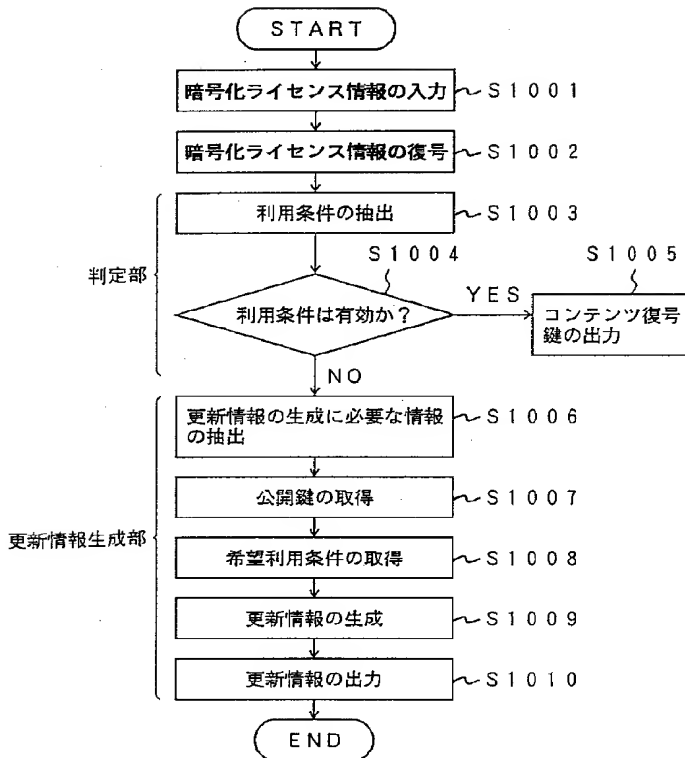 START
暗号化ライセンス情報の入力
S1001
暗号化ライセンス情報の復号
S1002
利用条件の抽出
S1003
判定部
S1004
利用条件は有効か?
YES
S1005
コンテンツ復号
鍵の出力
NO
更新情報の生成に必要な情報
の抽出
S1006
公開鍵の取得
S1007
更新情報生成部
希望利用条件の取得
S1008
更新情報の生成
S1009
更新情報の出力
S1010
END